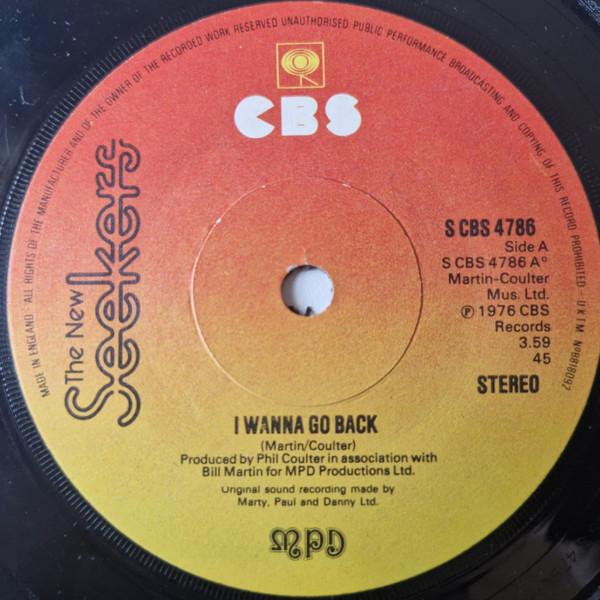 MADE IN ENGLAND · ALL RIGHTS OF THE MANUFACTURER AND OF THE OWNER OF THE RECORDED WORK RESERVED UNAUTHORISED PUBLIC PERFORMANCE BROADCASTING AND COPYING OF THIS RECORD PROHIBITED · U.K.T.M. Nº B818092
CBS
The New
Seekers
S CBS 4786
Side A
S CBS 4786 Aº
Martin-Coulter
Mus. Ltd.
℗ 1976 CBS
Records
3.59
45
STEREO
I WANNA GO BACK
(Martin/Coulter)
Produced by Phil Coulter in association with
Bill Martin for MPD Productions Ltd.
Original sound recording made by
Marty, Paul and Danny Ltd.